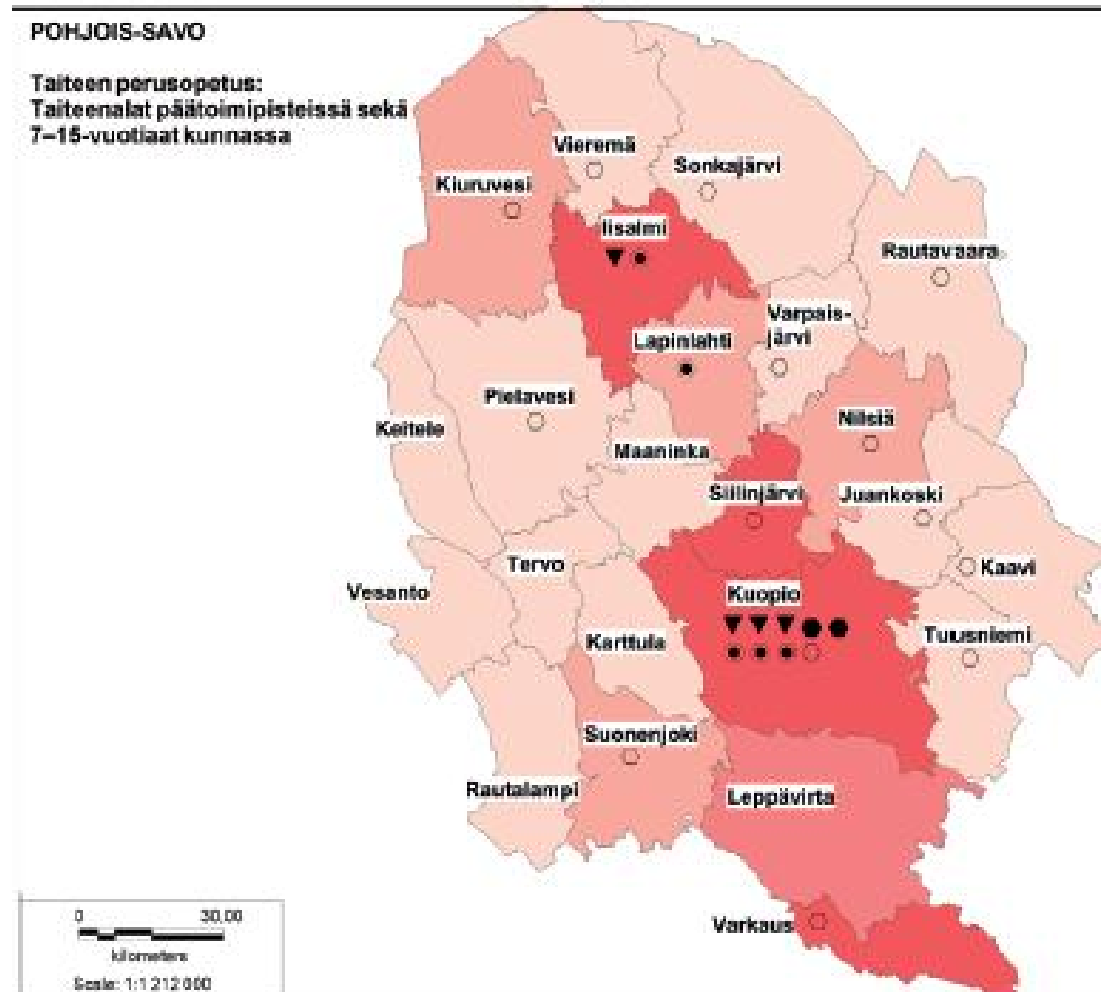 POHJOIS-SAVO
Taiteen perusopetus:
Taiteenalat päätoimipisteissä sekä
7–15-vuotiaat kunnassa
Vieremä
Sonkajärvi
Kiuruvesi
Iisalmi
Rautavaara
Varpais-
järvi
Lapinlahti
Pielavesi
Keitele
Nilsiä
Maaninka
Siilinjärvi
Juankoski
Tervo
Kaavi
Vesanto
Kuopio
Karttula
Tuusniemi
Suonenjoki
Rautalampi
Leppävirta
Varkaus
0 30,00
kilometers
Scale: 1:1 212 000